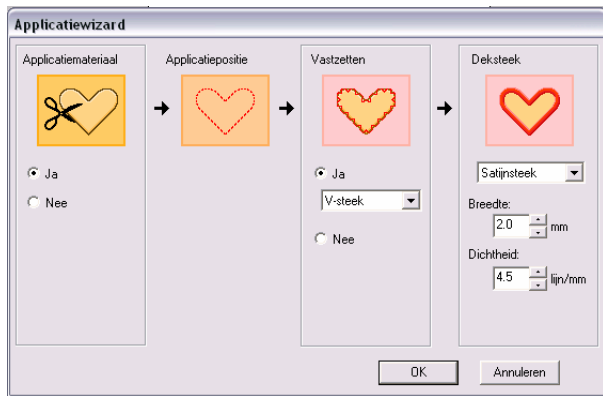 Applicatiewizard
Applicatiemateriaal
Ja
Nee
Applicatiepositie
Vastzetten
Ja
V-steek
Nee
Deksteek
Satijnsteek
Breedte:
2.0 mm
Dichtheid:
4.5 lijn/mm
OK Annuleren